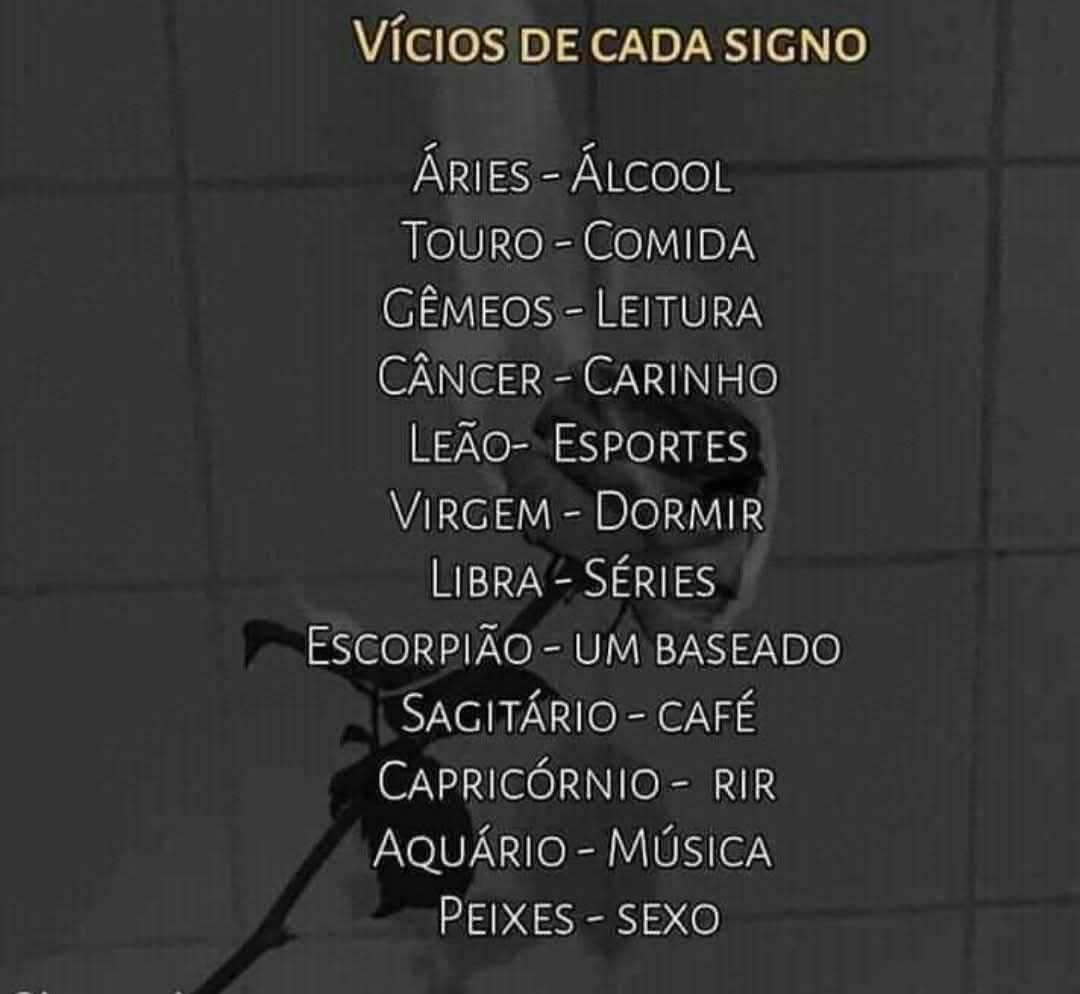 VÍCIOS DE CADA SIGNO
ÁRIES - ÁLCOOL
TOURO - COMIDA
GÊMEOS - LEITURA
CÂNCER - CARINHO
LEÃO- ESPORTES
VIRGEM - DORMIR
LIBRA - SÉRIES
ESCORPIÃO - UM BASEADO
SAGITÁRIO - CAFÉ
CAPRICÓRNIO - RIR
AQUÁRIO - MÚSICA
PEIXES - SEXO